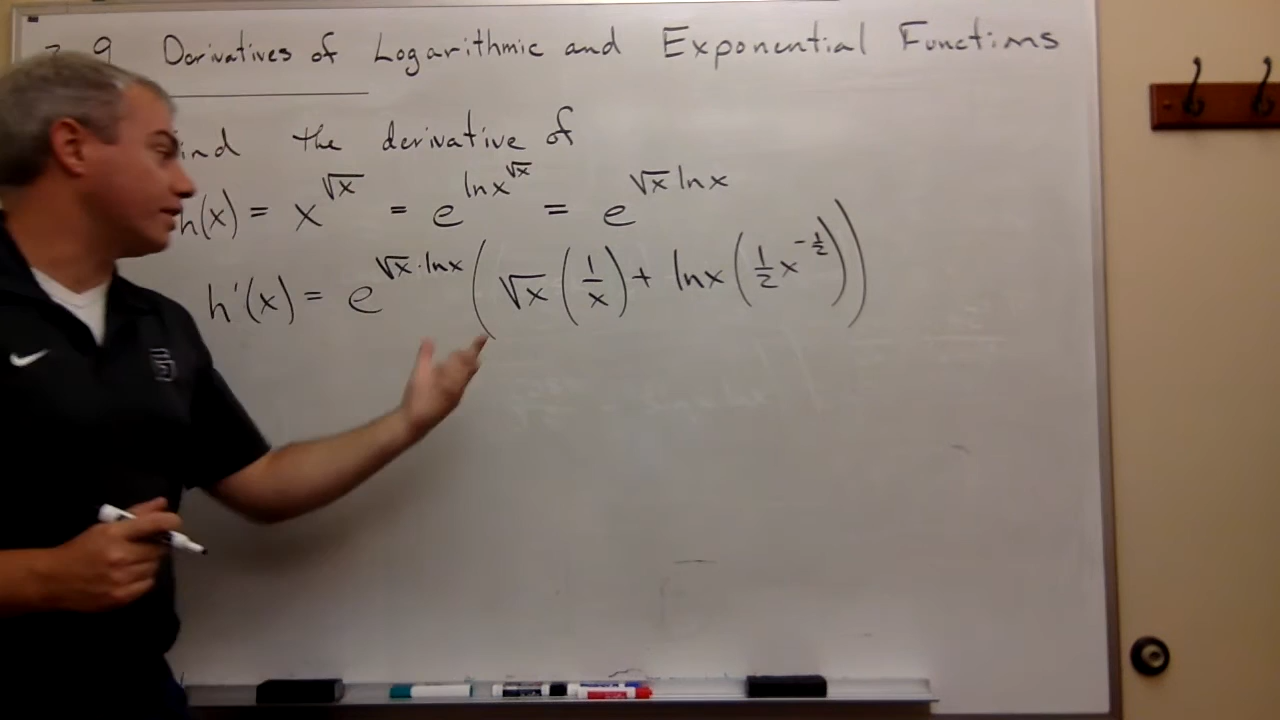 9 Derivatives of Logarithmic and Exponential Functions
ind the derivative of
h(x) = x^√x = e^(ln x^√x) = e^(√x ln x)
h'(x) = e^(√x · ln x) (√x (1/x) + ln x (1/2 x^(-1/2)))